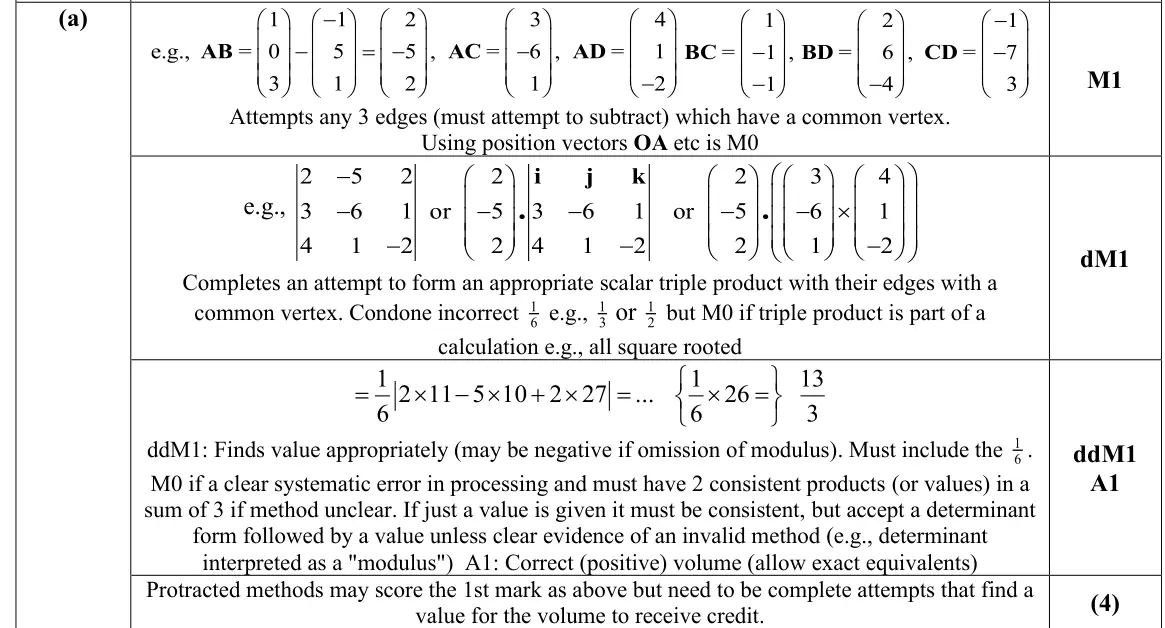 (a)
e.g., AB = (1 0 3) − (−1 5 1) = (2 −5 2), AC = (3 −6 1), AD = (4 1 −2) BC = (1 −1 −1), BD = (2 6 −4), CD = (−1 −7 3)
M1
Attempts any 3 edges (must attempt to subtract) which have a common vertex.
Using position vectors OA etc is M0
e.g., |2 −5 2; 3 −6 1; 4 1 −2| or (2 −5 2) . |i j k; 3 −6 1; 4 1 −2| or (2 −5 2) . ((3 −6 1) × (4 1 −2))
dM1
Completes an attempt to form an appropriate scalar triple product with their edges with a
common vertex. Condone incorrect 1/6 e.g., 1/3 or 1/2 but M0 if triple product is part of a
calculation e.g., all square rooted
= 1/6 |2×11−5×10+2×27| = ... {1/6 × 26 =} 13/3
ddM1: Finds value appropriately (may be negative if omission of modulus). Must include the 1/6 .
M0 if a clear systematic error in processing and must have 2 consistent products (or values) in a
sum of 3 if method unclear. If just a value is given it must be consistent, but accept a determinant
form followed by a value unless clear evidence of an invalid method (e.g., determinant
interpreted as a "modulus") A1: Correct (positive) volume (allow exact equivalents)
ddM1
A1
Protracted methods may score the 1st mark as above but need to be complete attempts that find a
value for the volume to receive credit.
(4)